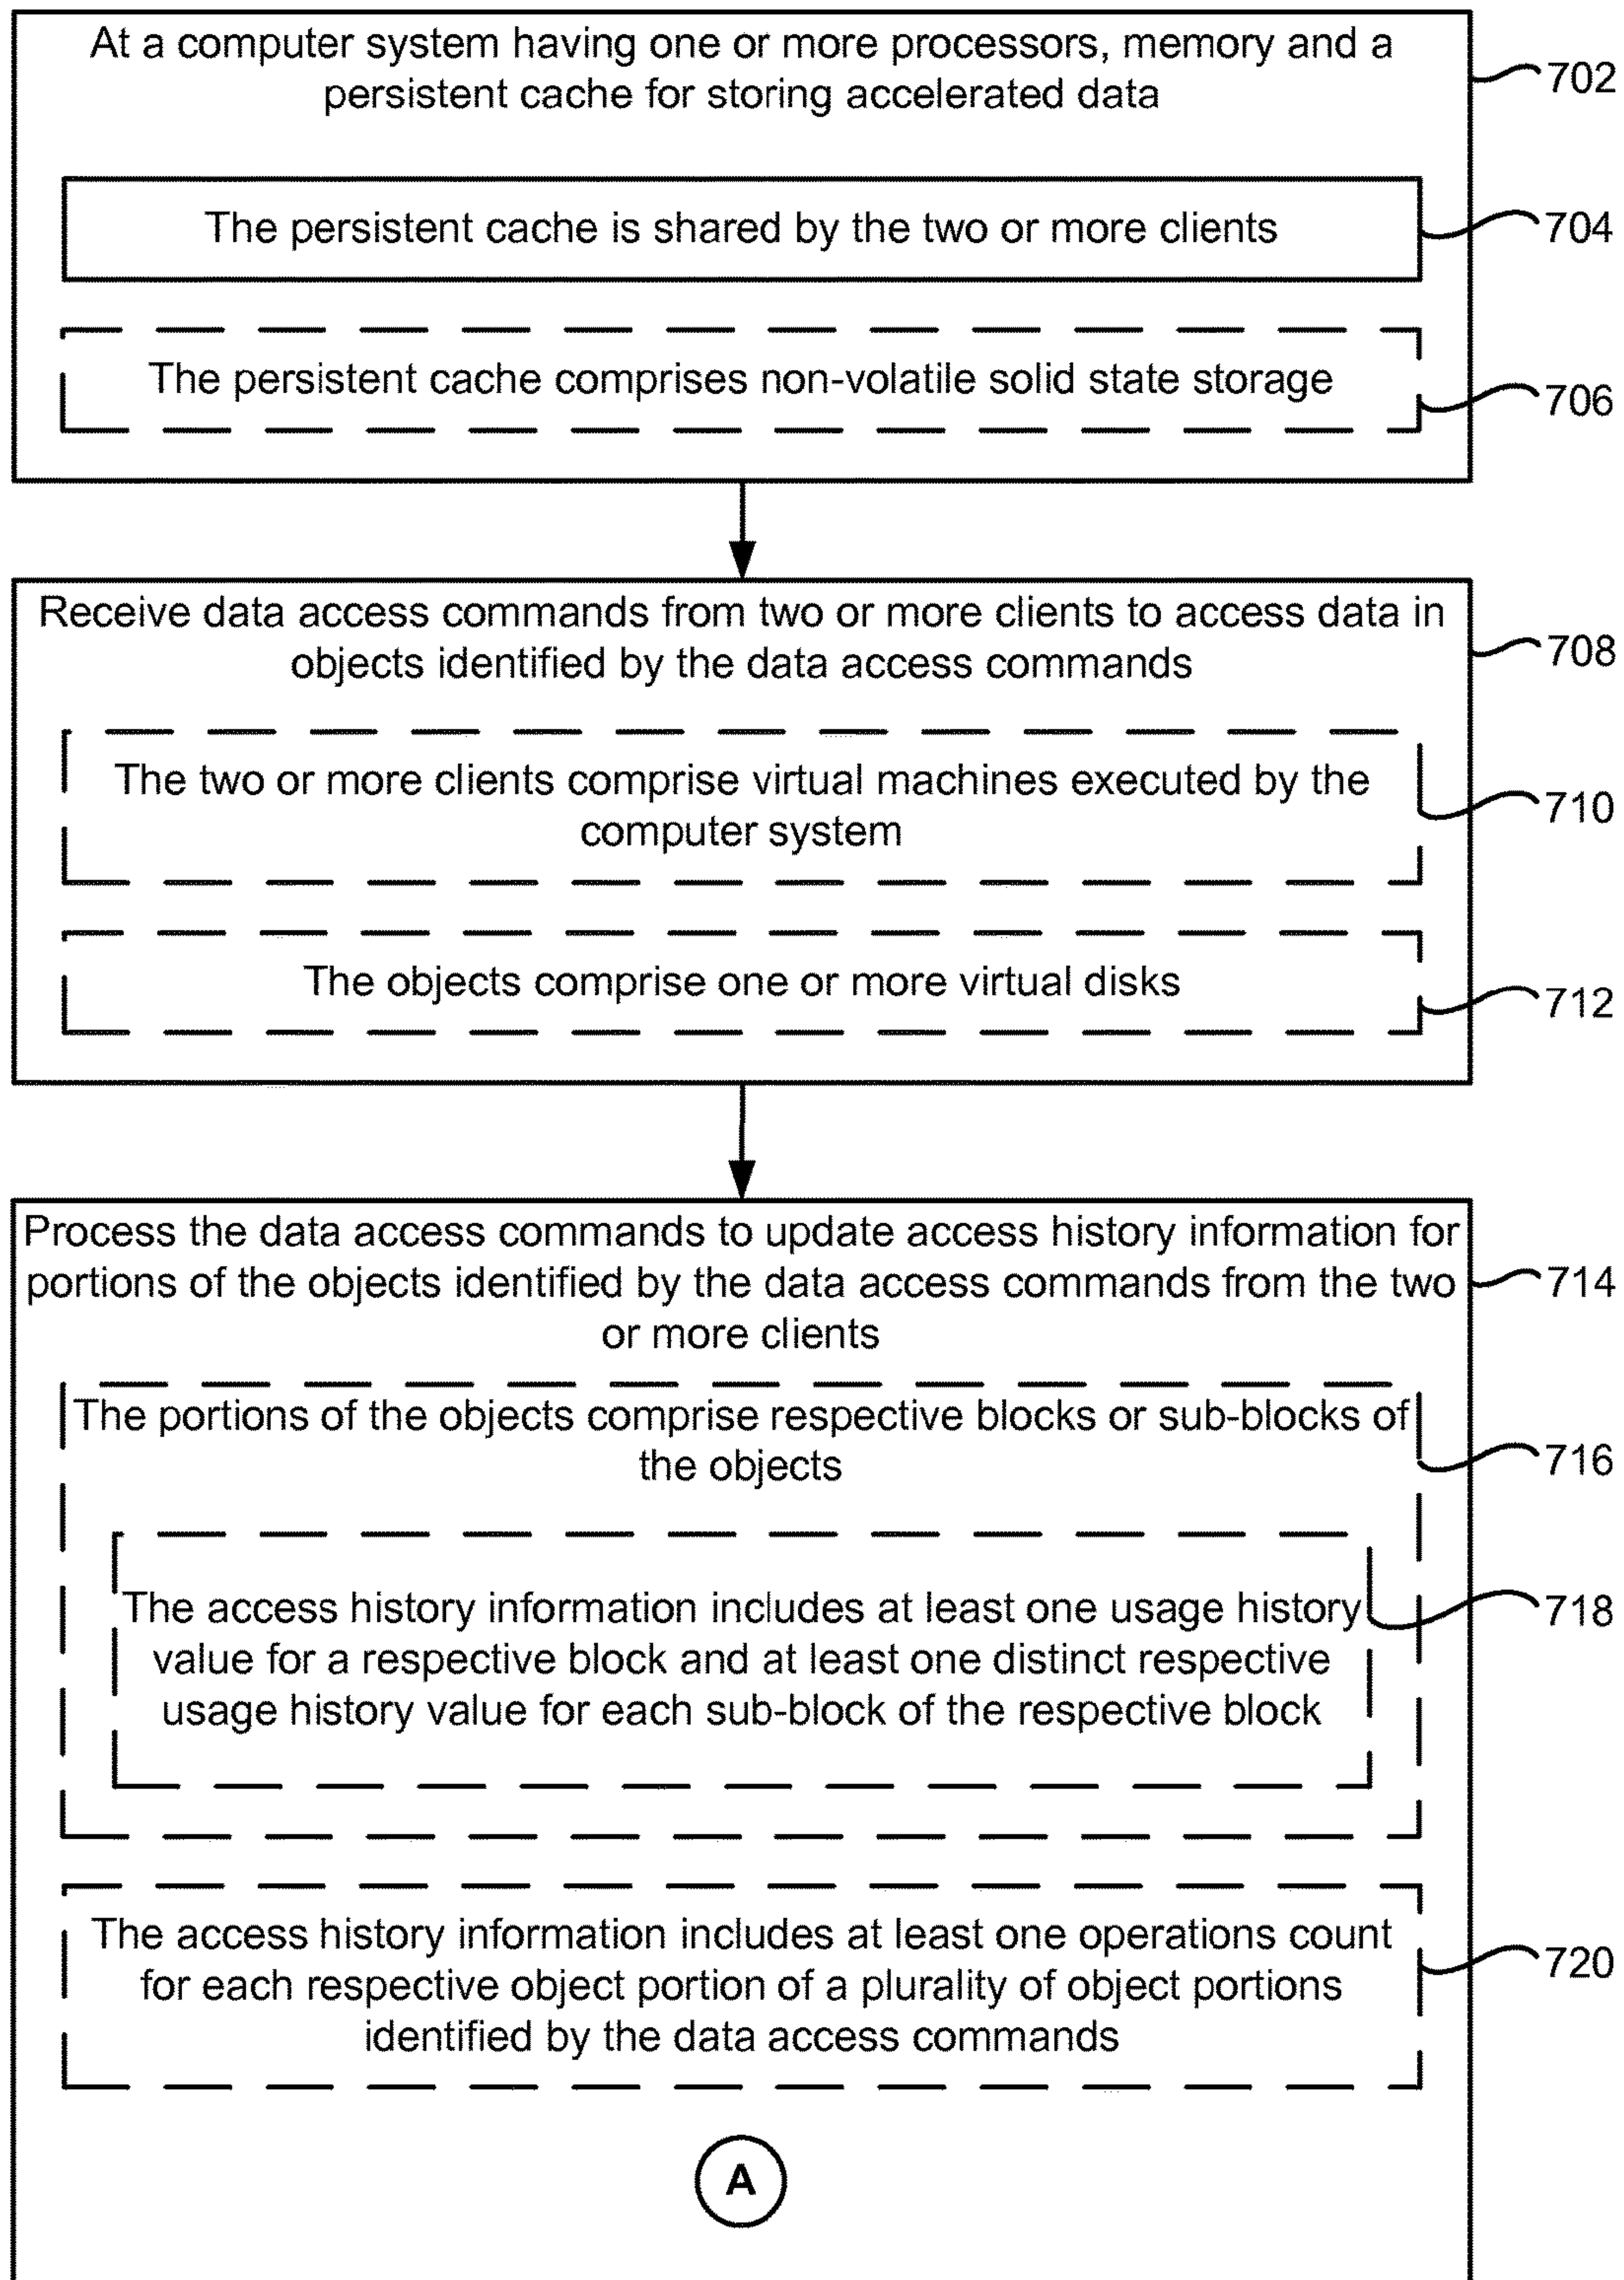 At a computer system having one or more processors, memory and a
persistent cache for storing accelerated data
702
The persistent cache is shared by the two or more clients
704
The persistent cache comprises non-volatile solid state storage
706
Receive data access commands from two or more clients to access data in
objects identified by the data access commands
708
The two or more clients comprise virtual machines executed by the
computer system
710
The objects comprise one or more virtual disks
712
Process the data access commands to update access history information for
portions of the objects identified by the data access commands from the two
or more clients
714
The portions of the objects comprise respective blocks or sub-blocks of
the objects
716
The access history information includes at least one usage history
value for a respective block and at least one distinct respective
usage history value for each sub-block of the respective block
718
The access history information includes at least one operations count
for each respective object portion of a plurality of object portions
identified by the data access commands
720
A